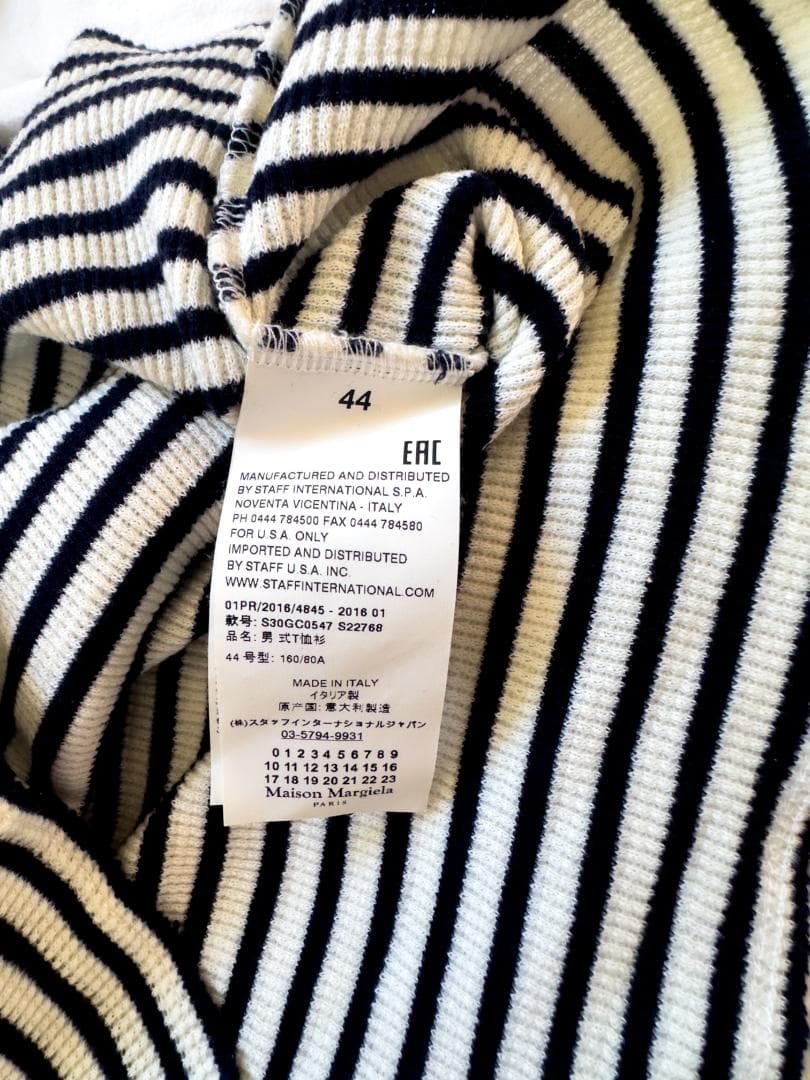 44
EAC
MANUFACTURED AND DISTRIBUTED
BY STAFF INTERNATIONAL S.P.A.
NOVENTA VICENTINA - ITALY
PH 0444 784500 FAX 0444 784580
FOR U.S.A. ONLY
IMPORTED AND DISTRIBUTED
BY STAFF U.S.A. INC.
WWW.STAFFINTERNATIONAL.COM
01PR/2016/4845 - 2016 01
款号: S30GC0547 S22768
品名: 男 式T恤衫
44 号型: 160/80A
MADE IN ITALY
イタリア製
原产国: 意大利製造
(株)スタッフインターナショナルジャパン
03-5794-9931
0 1 2 3 4 5 6 7 8 9
10 11 12 13 14 15 16
17 18 19 20 21 22 23
Maison Margiela
PARIS